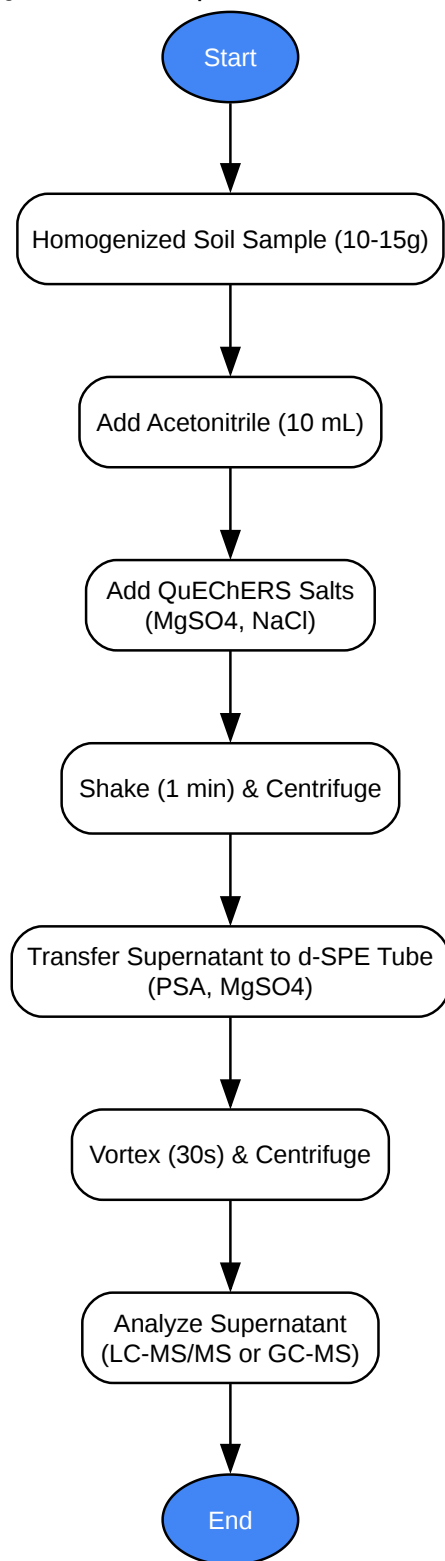 Start
Homogenized Soil Sample (10-15g)
Add Acetonitrile (10 mL)
Add QuEChERS Salts
(MgSO4, NaCl)
Shake (1 min) & Centrifuge
Transfer Supernatant to d-SPE Tube
(PSA, MgSO4)
Vortex (30s) & Centrifuge
Analyze Supernatant
(LC-MS/MS or GC-MS)
End